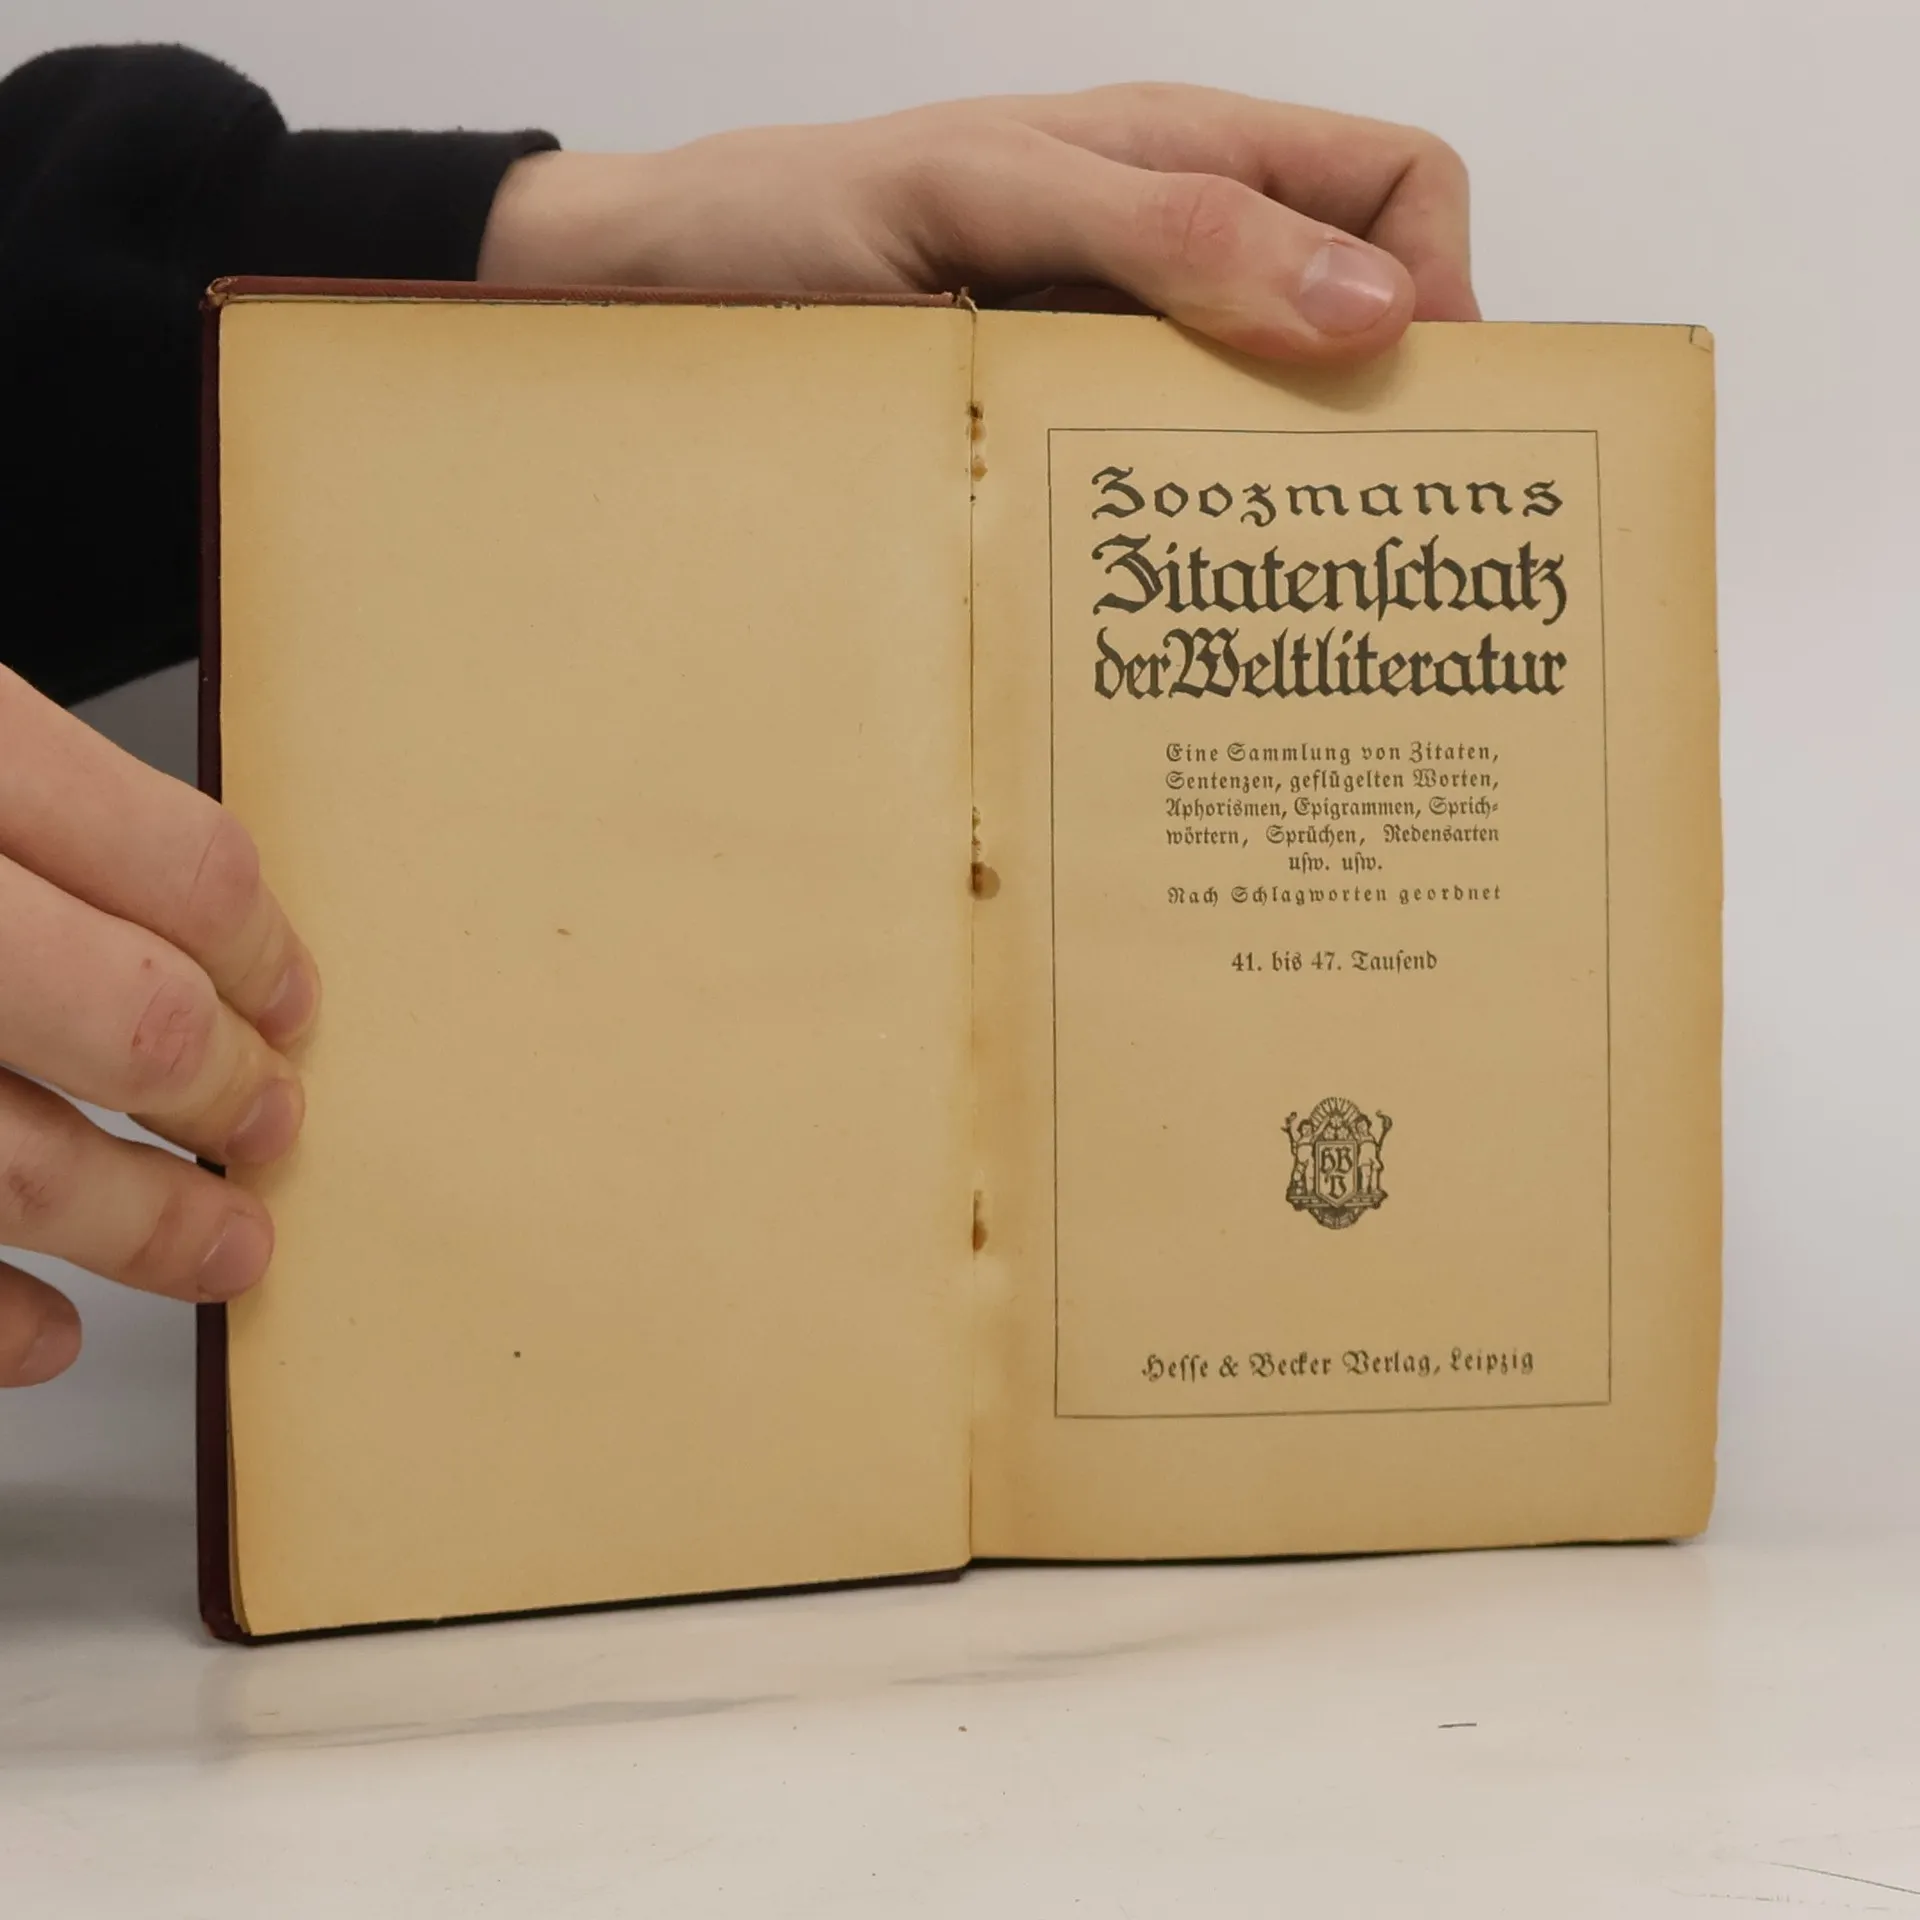 Zoozmanns
Zitatenſchatz
der Weltliteratur
Eine Sammlung von Zitaten,
Sentenzen, geflügelten Worten,
Aphorismen, Epigrammen, Sprich-
wörtern, Sprüchen, Redensarten
uſw. uſw.
Nach Schlagworten geordnet
41. bis 47. Tauſend
HB
V
Heſſe & Becker Verlag, Leipzig